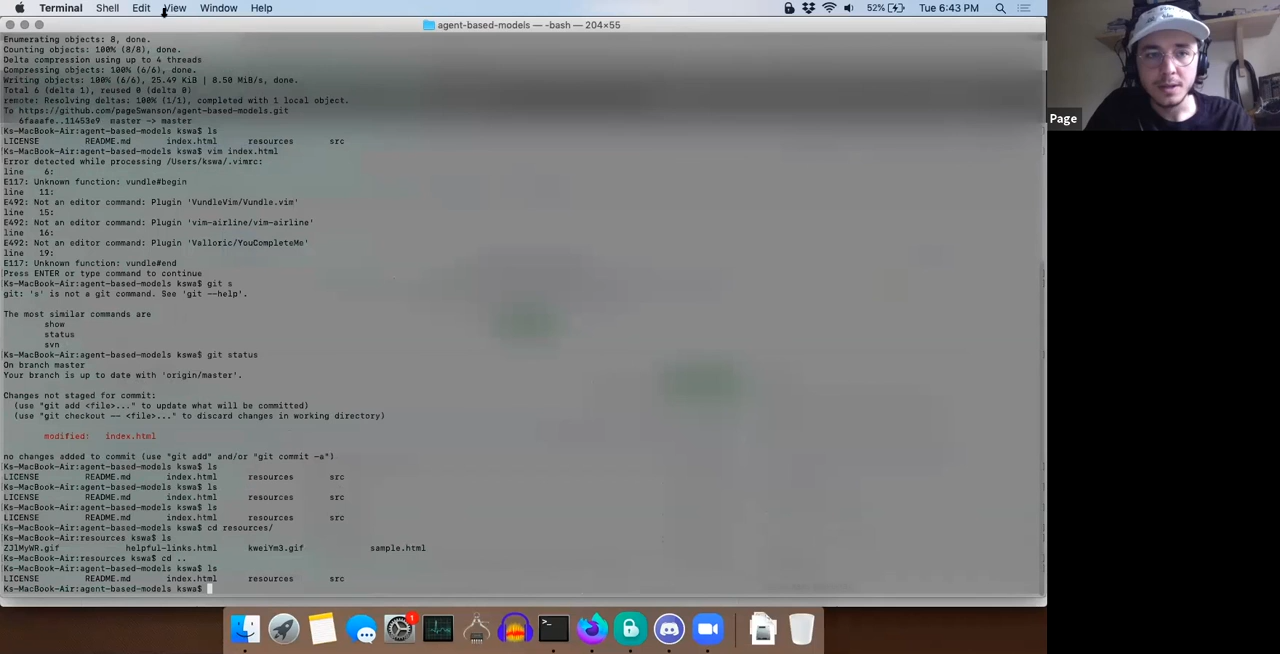 Terminal Shell Edit View Window Help 52% Tue 6:43 PM
agent-based-models — -bash — 204×55
Enumerating objects: 8, done.
Counting objects: 100% (8/8), done.
Delta compression using up to 4 threads
Compressing objects: 100% (6/6), done.
Writing objects: 100% (6/6), 25.49 KiB | 8.50 MiB/s, done.
Total 6 (delta 1), reused 0 (delta 0)
remote: Resolving deltas: 100% (1/1), completed with 1 local object.
To https://github.com/pageSwanson/agent-based-models.git
6faaafe..11453e9 master -> master
Ks-MacBook-Air:agent-based-models kswa$ ls
LICENSE README.md index.html resources src
Ks-MacBook-Air:agent-based-models kswa$ vim index.html
Error detected while processing /Users/kswa/.vimrc:
line 6:
E117: Unknown function: vundle#begin
line 11:
E492: Not an editor command: Plugin 'VundleVim/Vundle.vim'
line 15:
E492: Not an editor command: Plugin 'vim-airline/vim-airline'
line 16:
E492: Not an editor command: Plugin 'Valloric/YouCompleteMe'
line 19:
E117: Unknown function: vundle#end
Press ENTER or type command to continue
Ks-MacBook-Air:agent-based-models kswa$ git s
git: 's' is not a git command. See 'git --help'.
The most similar commands are
show
status
svn
Ks-MacBook-Air:agent-based-models kswa$ git status
On branch master
Your branch is up to date with 'origin/master'.
Changes not staged for commit:
(use "git add <file>..." to update what will be committed)
(use "git checkout -- <file>..." to discard changes in working directory)
modified: index.html
no changes added to commit (use "git add" and/or "git commit -a")
Ks-MacBook-Air:agent-based-models kswa$ ls
LICENSE README.md index.html resources src
Ks-MacBook-Air:agent-based-models kswa$ ls
LICENSE README.md index.html resources src
Ks-MacBook-Air:agent-based-models kswa$ ls
LICENSE README.md index.html resources src
Ks-MacBook-Air:agent-based-models kswa$ cd resources/
Ks-MacBook-Air:resources kswa$ ls
ZJ1MyWR.gif helpful-links.html kweiYm3.gif sample.html
Ks-MacBook-Air:resources kswa$ cd ..
Ks-MacBook-Air:agent-based-models kswa$ ls
LICENSE README.md index.html resources src
Ks-MacBook-Air:agent-based-models kswa$
Page
1
>_